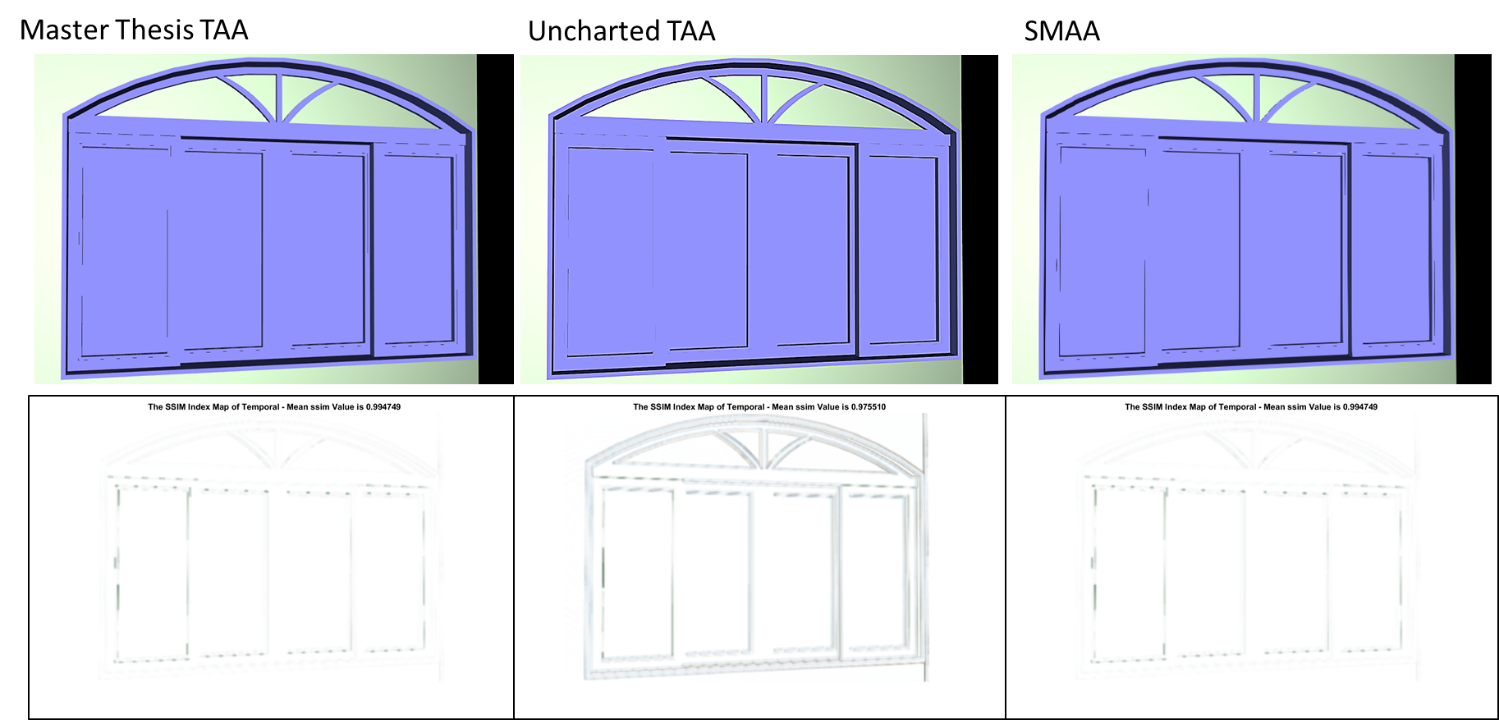 Master Thesis TAA
Uncharted TAA
SMAA
The SSIM Index Map of Temporal - Mean ssim Value is 0.994749
The SSIM Index Map of Temporal - Mean ssim Value is 0.975510
The SSIM Index Map of Temporal - Mean ssim Value is 0.994749